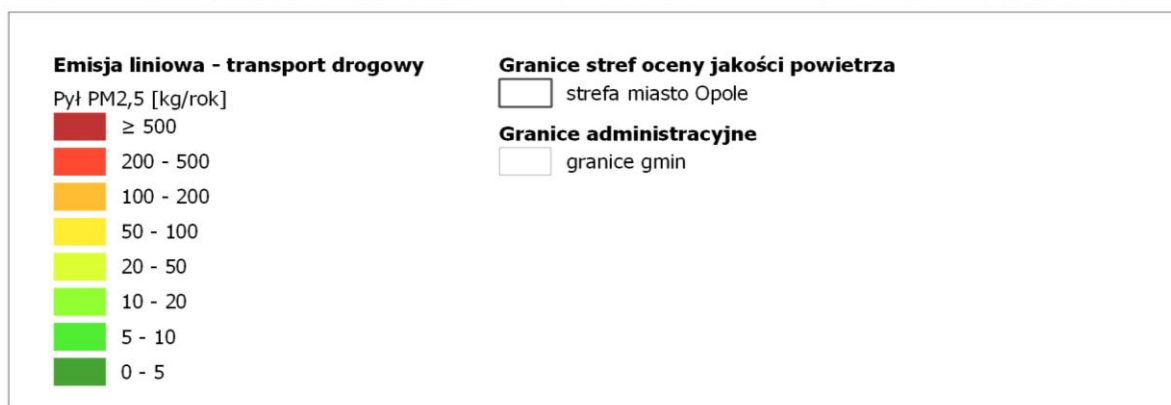 Emisja liniowa - transport drogowy
Pył PM2,5 [kg/rok]
≥ 500
200 - 500
100 - 200
50 - 100
20 - 50
10 - 20
5 - 10
0 - 5
Granice stref oceny jakości powietrza
strefa miasto Opole
Granice administracyjne
granice gmin